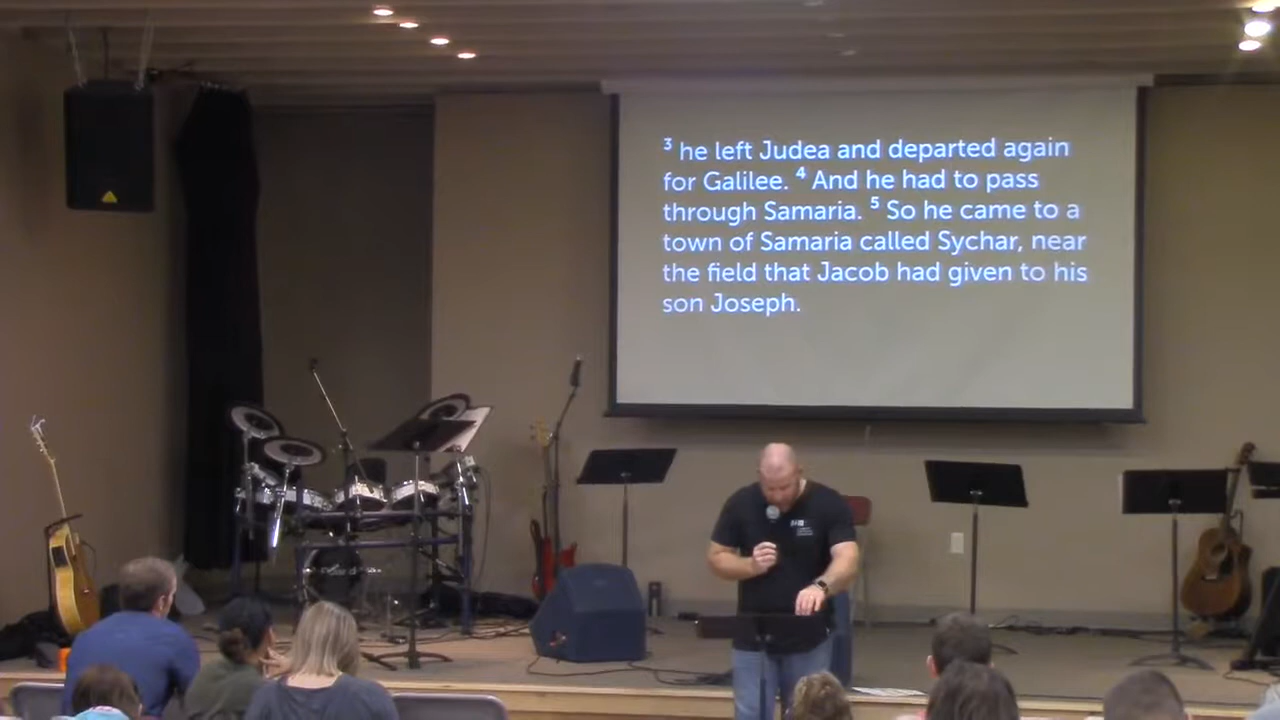 ³ he left Judea and departed again
for Galilee. ⁴ And he had to pass
through Samaria. ⁵ So he came to a
town of Samaria called Sychar, near
the field that Jacob had given to his
son Joseph.